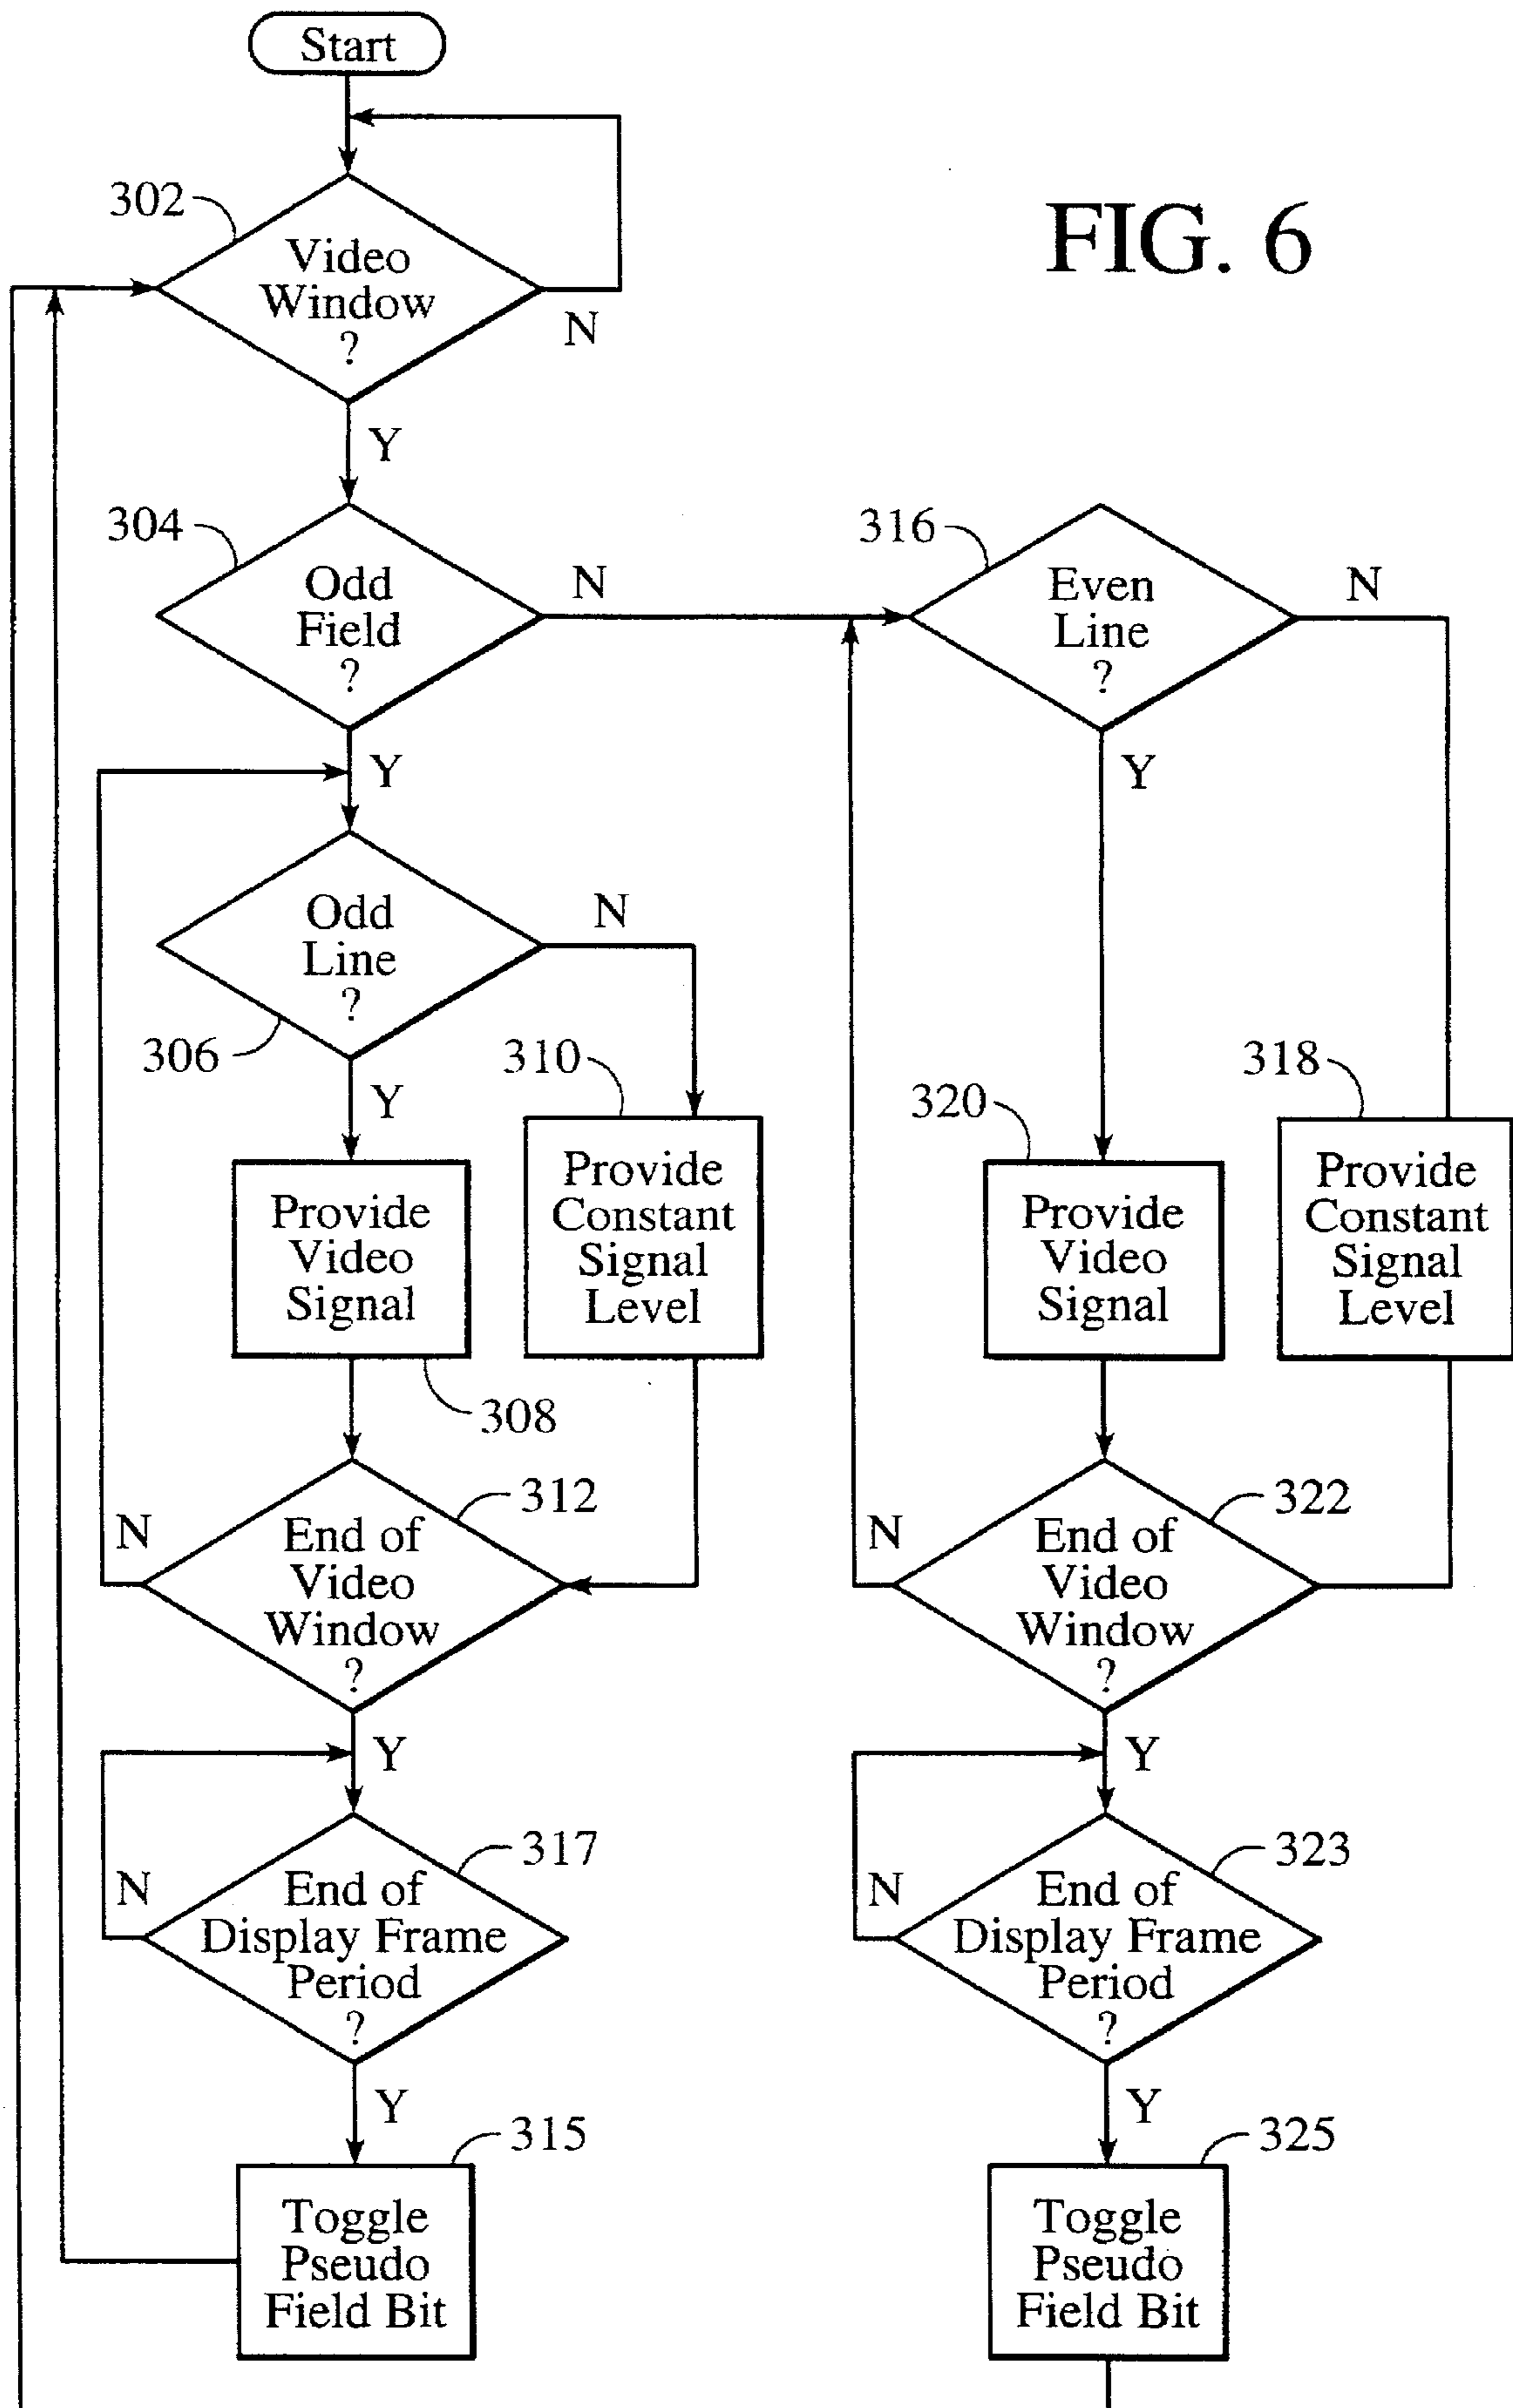 Start
FIG. 6
302
Video
Window
?
N
Y
304
Odd
Field
?
N
Y
316
Even
Line
?
N
Y
Odd
Line
?
306
N
Y
310
Provide
Constant
Signal
Level
Provide
Video
Signal
308
320
Provide
Video
Signal
318
Provide
Constant
Signal
Level
312
End of
Video
Window
?
N
Y
322
End of
Video
Window
?
N
Y
317
End of
Display Frame
Period
?
N
Y
323
End of
Display Frame
Period
?
N
Y
315
Toggle
Pseudo
Field Bit
325
Toggle
Pseudo
Field Bit